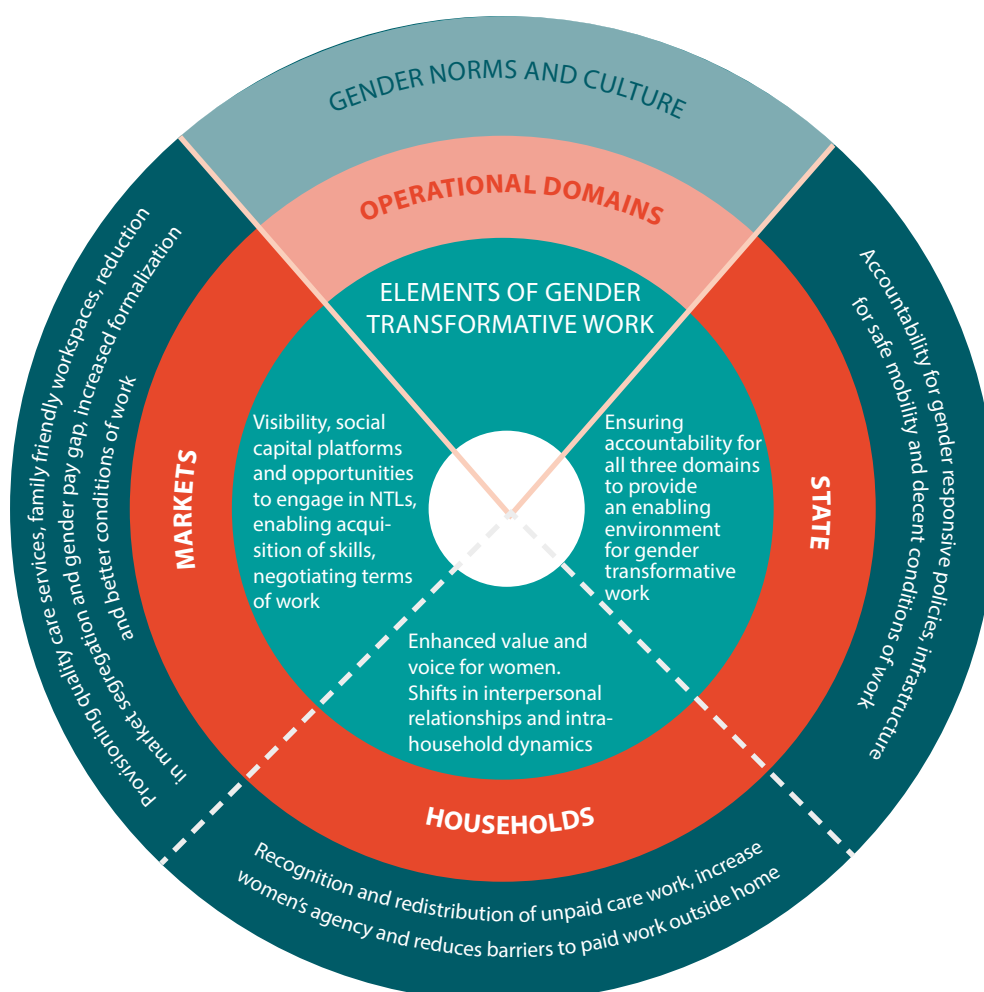 GENDER NORMS AND CULTURE
OPERATIONAL DOMAINS
ELEMENTS OF GENDER
TRANSFORMATIVE WORK
Provisioning quality care services, family friendly workspaces, reduction
in market segregation and gender pay gap, increased formalization
and better conditions of work
MARKETS
Visibility, social
capital platforms
and opportunities
to engage in NTLs,
enabling acqui-
sition of skills,
negotiating terms
of work
Ensuring
accountability for
all three domains
to provide
an enabling
environment
for gender
transformative
work
STATE
Accountability for gender responsive policies, infrastructure
for safe mobility and decent conditions of work
Enhanced value and
voice for women.
Shifts in interpersonal
relationships and intra-
household dynamics
HOUSEHOLDS
Recognition and redistribution of unpaid care work, increase
women’s agency and reduces barriers to paid work outside home